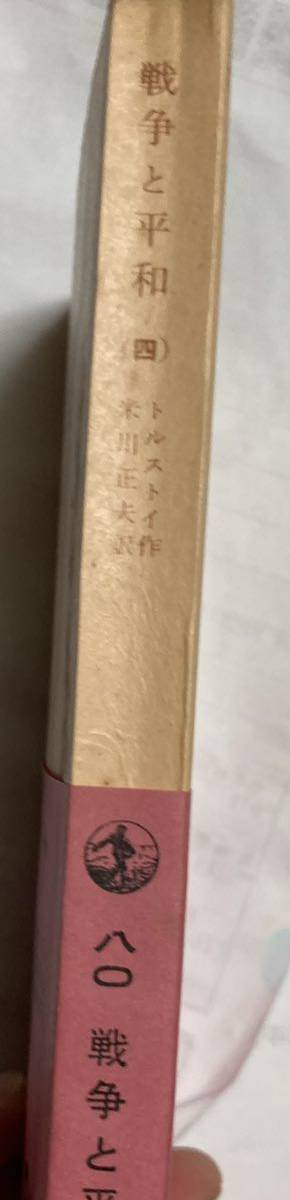 戦争と平和
(四)
トルストイ作
米川正夫訳
八〇
戦争と平